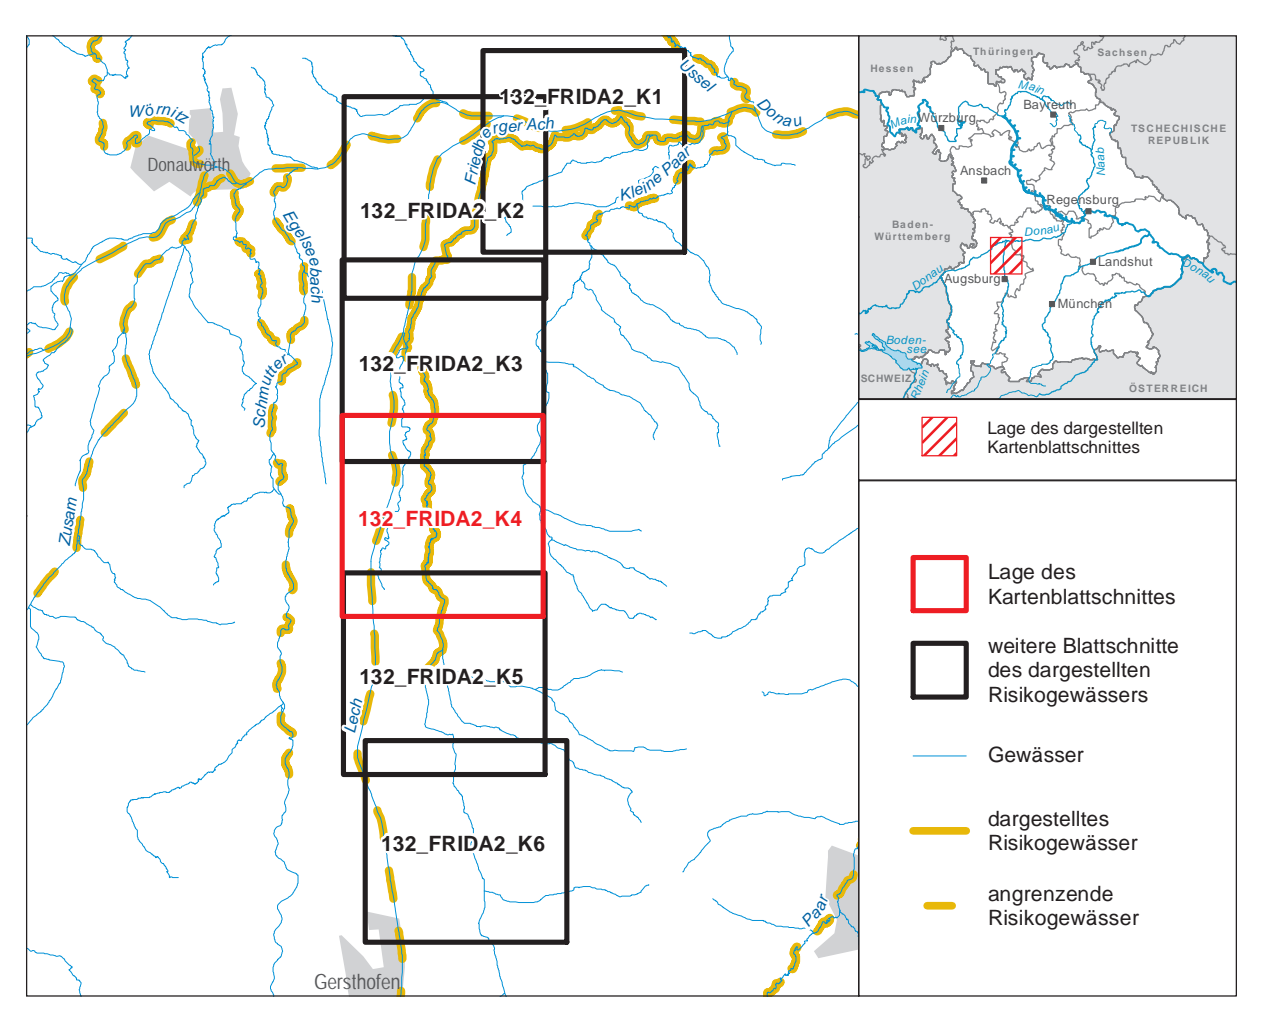 Wörnitz
Donauwörth
Ussel
132_FRIDA2_K1
Donau
Friedberger Ach
Kleine Paar
132_FRIDA2_K2
Egelseebach
132_FRIDA2_K3
Schmutter
Zusam
132_FRIDA2_K4
132_FRIDA2_K5
Lech
132_FRIDA2_K6
Paar
Gersthofen
Thüringen
Sachsen
Hessen
Main
Bayreuth
Main
Würzburg
TSCHECHISCHE
REPUBLIK
Naab
Ansbach
Regensburg
Baden-
Württemberg
Donau
Landshut
Donau
Donau
Augsburg
München
Boden-
see
SCHWEIZ
Rhein
ÖSTERREICH
Lage des dargestellten
Kartenblattschnittes
Lage des
Kartenblattschnittes
weitere Blattschnitte
des dargestellten
Risikogewässers
Gewässer
dargestelltes
Risikogewässer
angrenzende
Risikogewässer